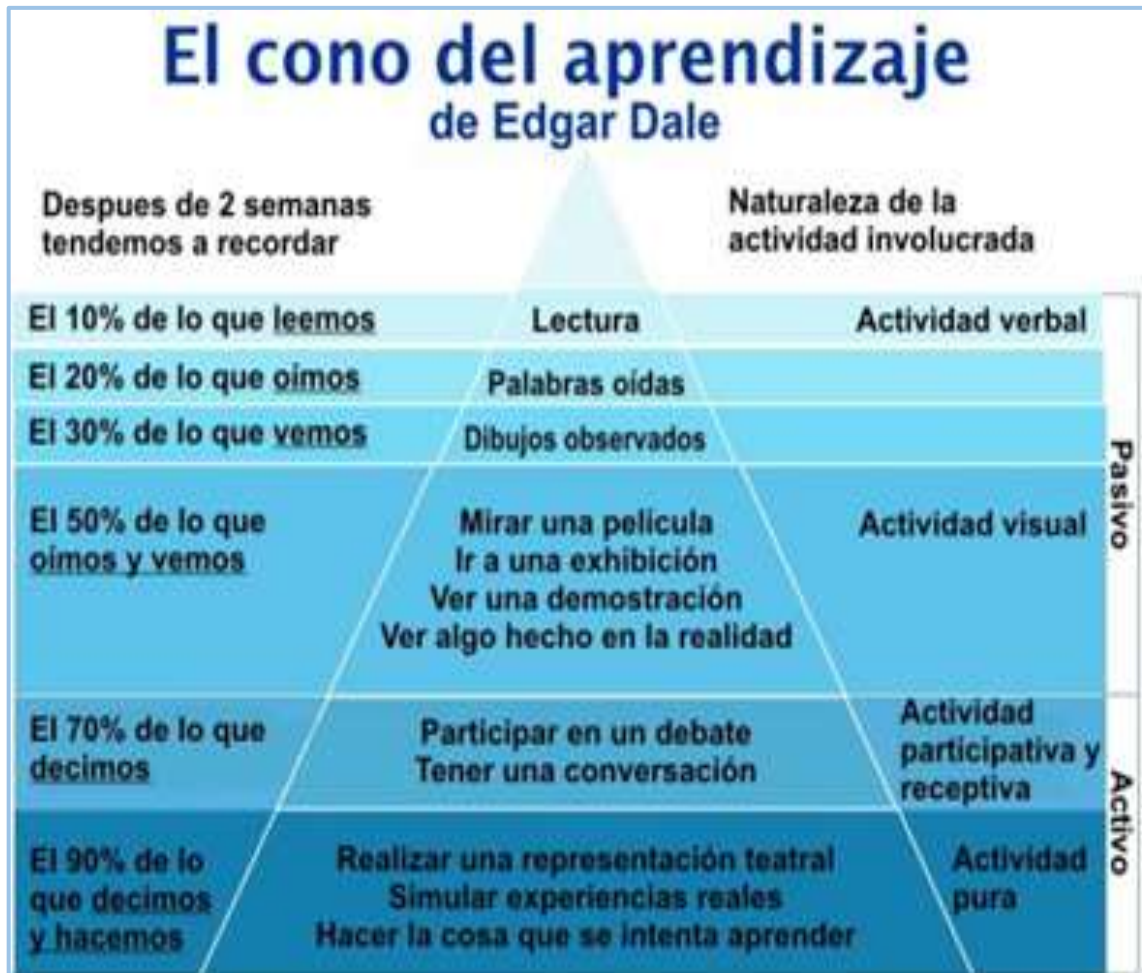 El cono del aprendizaje
de Edgar Dale
Despues de 2 semanas
tendemos a recordar
Naturaleza de la
actividad involucrada
El 10% de lo que leemos
Lectura
Actividad verbal
El 20% de lo que oimos
Palabras oídas
El 30% de lo que vemos
Dibujos observados
El 50% de lo que
oimos y vemos
Mirar una película
Ir a una exhibición
Ver una demostración
Ver algo hecho en la realidad
Actividad visual
Pasivo
El 70% de lo que
decimos
Participar en un debate
Tener una conversación
Actividad
participativa y
receptiva
El 90% de lo
que decimos
y hacemos
Realizar una representación teatral
Simular experiencias reales
Hacer la cosa que se intenta aprender
Actividad
pura
Activo